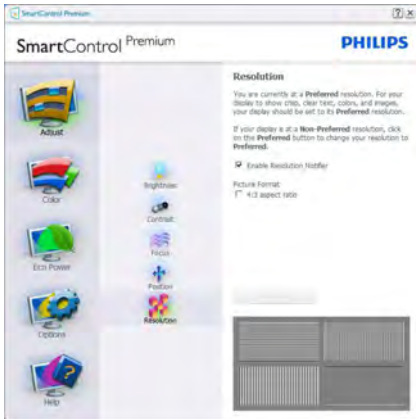 SmartControl Premium
SmartControl Premium
PHILIPS
Adjust
Color
Eco Power
Options
Help
Brightness
Contrast
Focus
Position
Resolution
Resolution
You are currently at a Preferred resolution. For your
display to show crisp, clear text, colors, and images,
your display should be set to its Preferred resolution.
If your display is at a Non-Preferred resolution, click
on the Preferred button to change your resolution to
Preferred.
Enable Resolution Notifier
Picture Format
4:3 aspect ratio